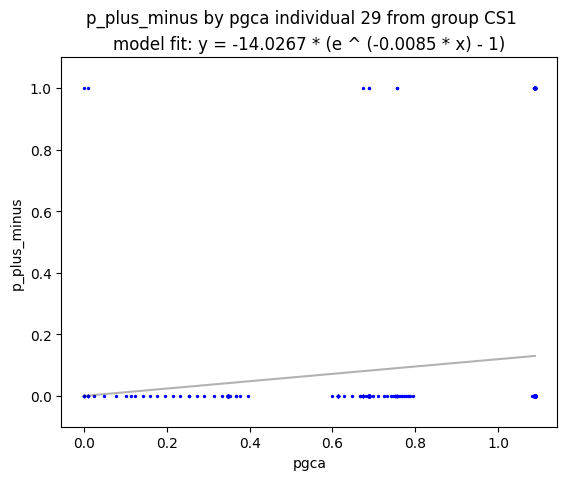 p_plus_minus by pgca individual 29 from group CS1
model fit: y = -14.0267 * (e ^ (-0.0085 * x) - 1)
1.0
0.8
0.6
0.4
0.2
0.0
p_plus_minus
0.0 0.2 0.4 0.6 0.8 1.0
pgca